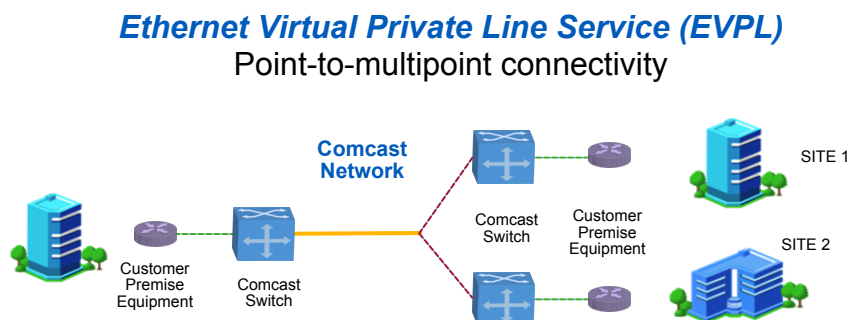 Ethernet Virtual Private Line Service (EVPL)
Point-to-multipoint connectivity
Comcast
Network
SITE 1
Comcast
Switch
Customer
Premise
Equipment
SITE 2
Customer
Premise
Equipment
Comcast
Switch